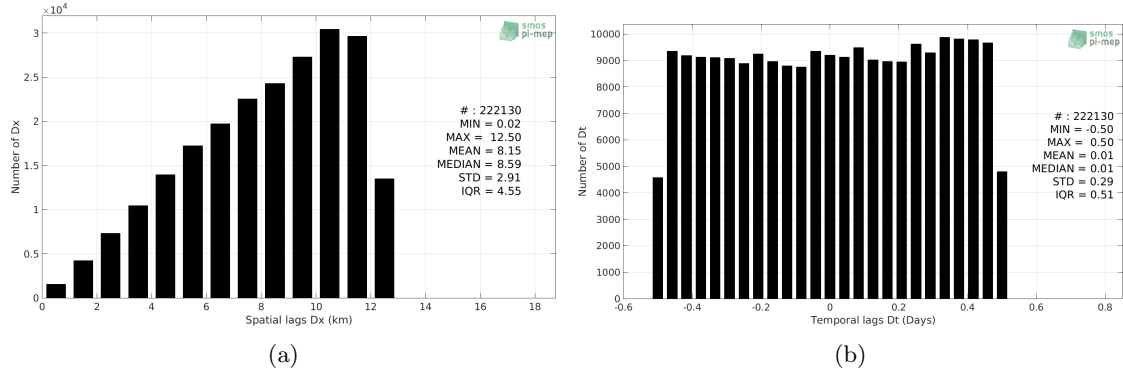 ×10⁴
3
2.5
2
1.5
1
0.5
0
Number of Dx
0 2 4 6 8 10 12 14 16 18
Spatial lags Dx (km)
smos
pi-mep
# : 222130
MIN = 0.02
MAX = 12.50
MEAN = 8.15
MEDIAN = 8.59
STD = 2.91
IQR = 4.55
(a)
10000
9000
8000
7000
6000
5000
4000
3000
2000
1000
0
Number of Dt
-0.6 -0.4 -0.2 0 0.2 0.4 0.6 0.8
Temporal lags Dt (Days)
smos
pi-mep
# : 222130
MIN = -0.50
MAX = 0.50
MEAN = 0.01
MEDIAN = 0.01
STD = 0.29
IQR = 0.51
(b)